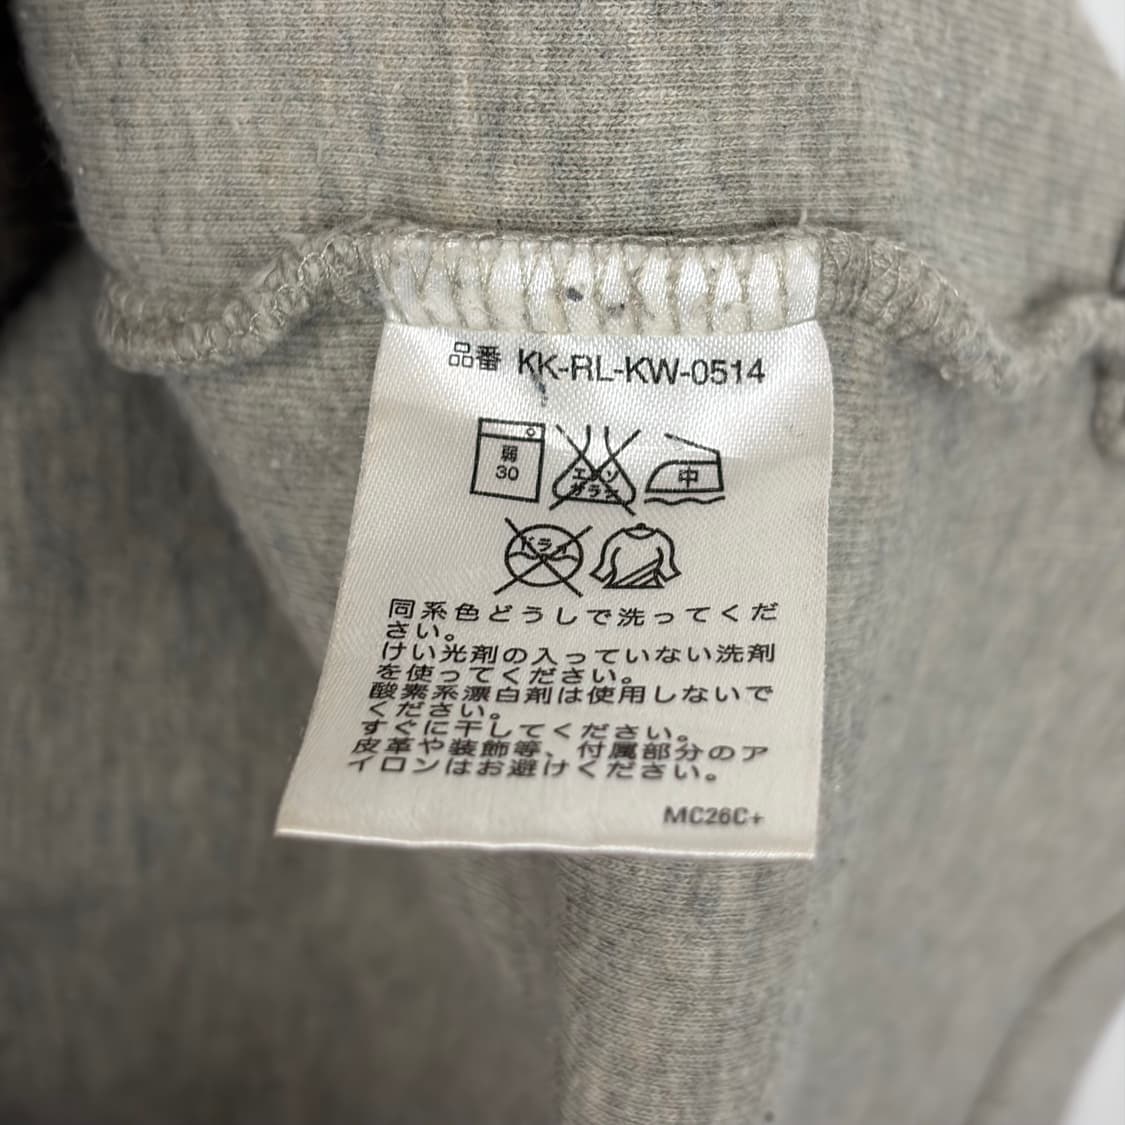 品番 KK-RL-KW-0514
弱
30
エンソ
サラシ
中
ドライ
同系色どうしで洗ってくだ
さい。
けい光剤の入っていない洗剤
を使ってください。
酸素系漂白剤は使用しないで
ください。
すぐに干してください。
皮革や装飾等、付属部分のア
イロンはお避けください。
MC26C+